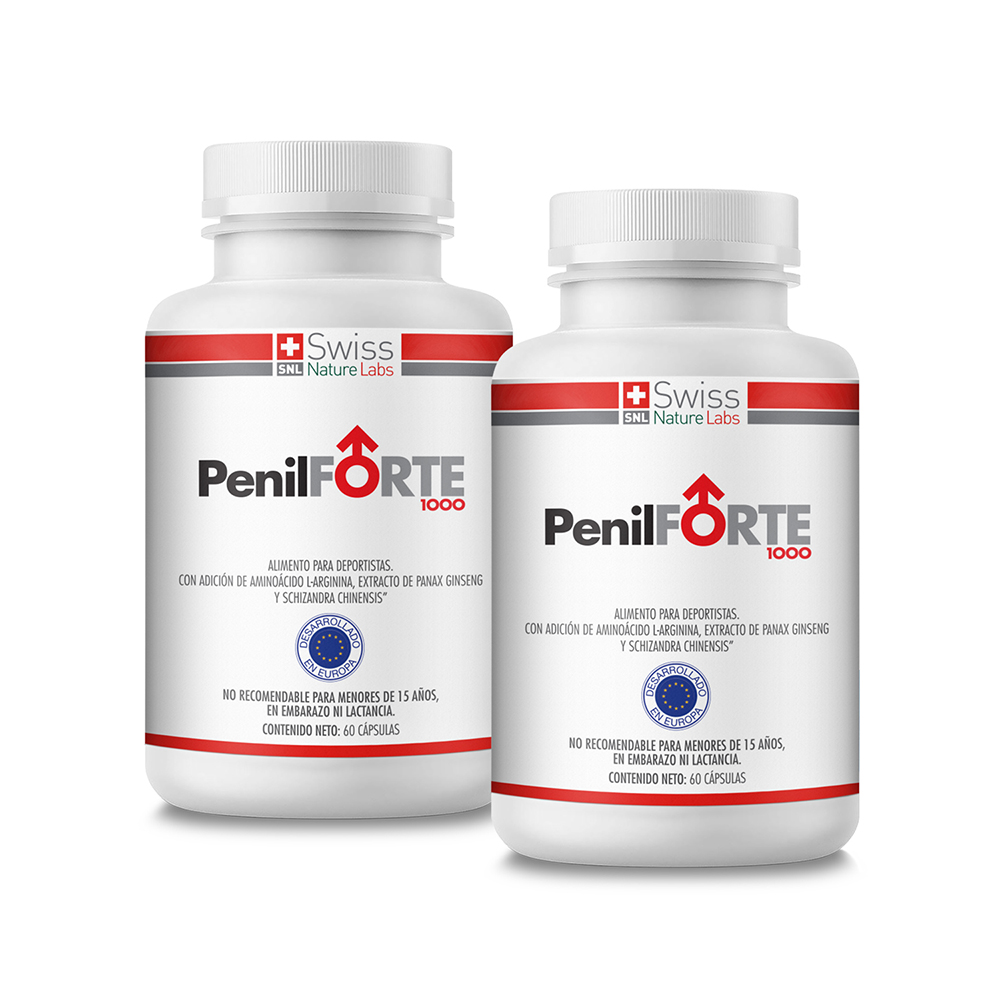 Swiss
SNL Nature Labs
PenilFORTE
1000
ALIMENTO PARA DEPORTISTAS.
CON ADICIÓN DE AMINOÁCIDO L-ARGININA, EXTRACTO DE PANAX GINSENG
Y SCHIZANDRA CHINENSIS"
DESARROLLADO
EN EUROPA
NO RECOMENDABLE PARA MENORES DE 15 AÑOS,
EN EMBARAZO NI LACTANCIA.
CONTENIDO NETO: 60 CÁPSULAS
Swiss
SNL Nature Labs
PenilFORTE
1000
ALIMENTO PARA DEPORTISTAS.
CON ADICIÓN DE AMINOÁCIDO L-ARGININA, EXTRACTO DE PANAX GINSENG
Y SCHIZANDRA CHINENSIS"
DESARROLLADO
EN EUROPA
NO RECOMENDABLE PARA MENORES DE 15 AÑOS,
EN EMBARAZO NI LACTANCIA.
CONTENIDO NETO: 60 CÁPSULAS